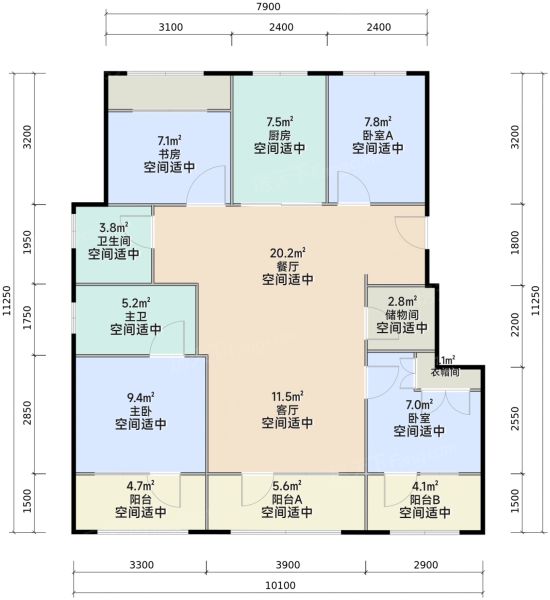 7900
3100
2400
2400
7.1㎡
书房
空间适中
7.5㎡
厨房
空间适中
7.8㎡
卧室A
空间适中
3200
3200
3.8㎡
卫生间
空间适中
20.2㎡
餐厅
空间适中
1950
1800
11250
11250
5.2㎡
主卫
空间适中
2.8㎡
储物间
空间适中
1750
2200
9.4㎡
主卧
空间适中
11.5㎡
客厅
空间适中
.1㎡
衣帽间
7.0㎡
卧室
空间适中
2850
2550
4.7㎡
阳台
空间适中
5.6㎡
阳台A
空间适中
4.1㎡
阳台B
空间适中
1500
1500
3300
3900
2900
10100